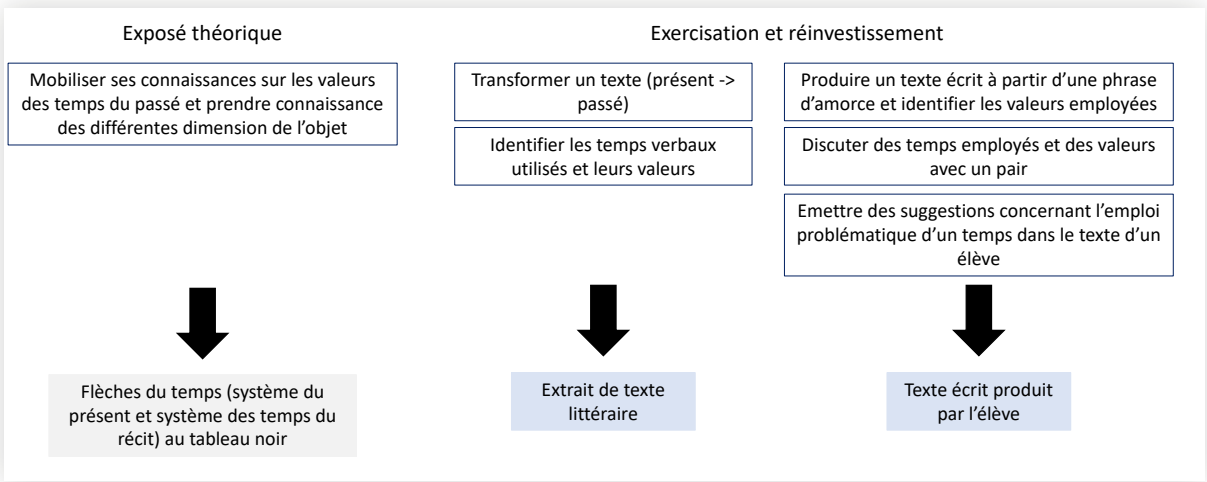 Exposé théorique
Mobiliser ses connaissances sur les valeurs
des temps du passé et prendre connaissance
des différentes dimension de l'objet
Flèches du temps (système du
présent et système des temps du
récit) au tableau noir
Exercisation et réinvestissement
Transformer un texte (présent ->
passé)
Identifier les temps verbaux
utilisés et leurs valeurs
Extrait de texte
littéraire
Produire un texte écrit à partir d'une phrase
d'amorce et identifier les valeurs employées
Discuter des temps employés et des valeurs
avec un pair
Emettre des suggestions concernant l'emploi
problématique d'un temps dans le texte d'un
élève
Texte écrit produit
par l'élève